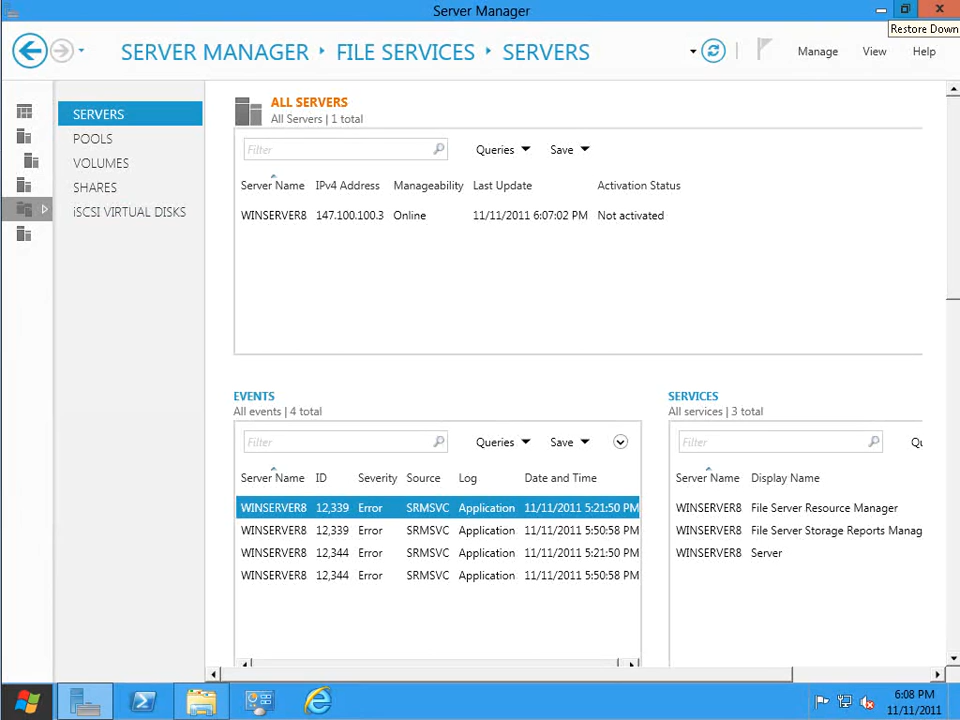 Server Manager
Restore Down
SERVER MANAGER ‣ FILE SERVICES ‣ SERVERS
Manage View Help
SERVERS
POOLS
VOLUMES
SHARES
iSCSI VIRTUAL DISKS
ALL SERVERS
All Servers | 1 total
Filter Queries Save
Server Name IPv4 Address Manageability Last Update Activation Status
WINSERVER8 147.100.100.3 Online 11/11/2011 6:07:02 PM Not activated
EVENTS
All events | 4 total
Filter Queries Save
Server Name ID Severity Source Log Date and Time
WINSERVER8 12,339 Error SRMSVC Application 11/11/2011 5:21:50 PM
WINSERVER8 12,339 Error SRMSVC Application 11/11/2011 5:50:58 PM
WINSERVER8 12,344 Error SRMSVC Application 11/11/2011 5:21:50 PM
WINSERVER8 12,344 Error SRMSVC Application 11/11/2011 5:50:58 PM
SERVICES
All services | 3 total
Filter Qu
Server Name Display Name
WINSERVER8 File Server Resource Manager
WINSERVER8 File Server Storage Reports Manag
WINSERVER8 Server
6:08 PM
11/11/2011